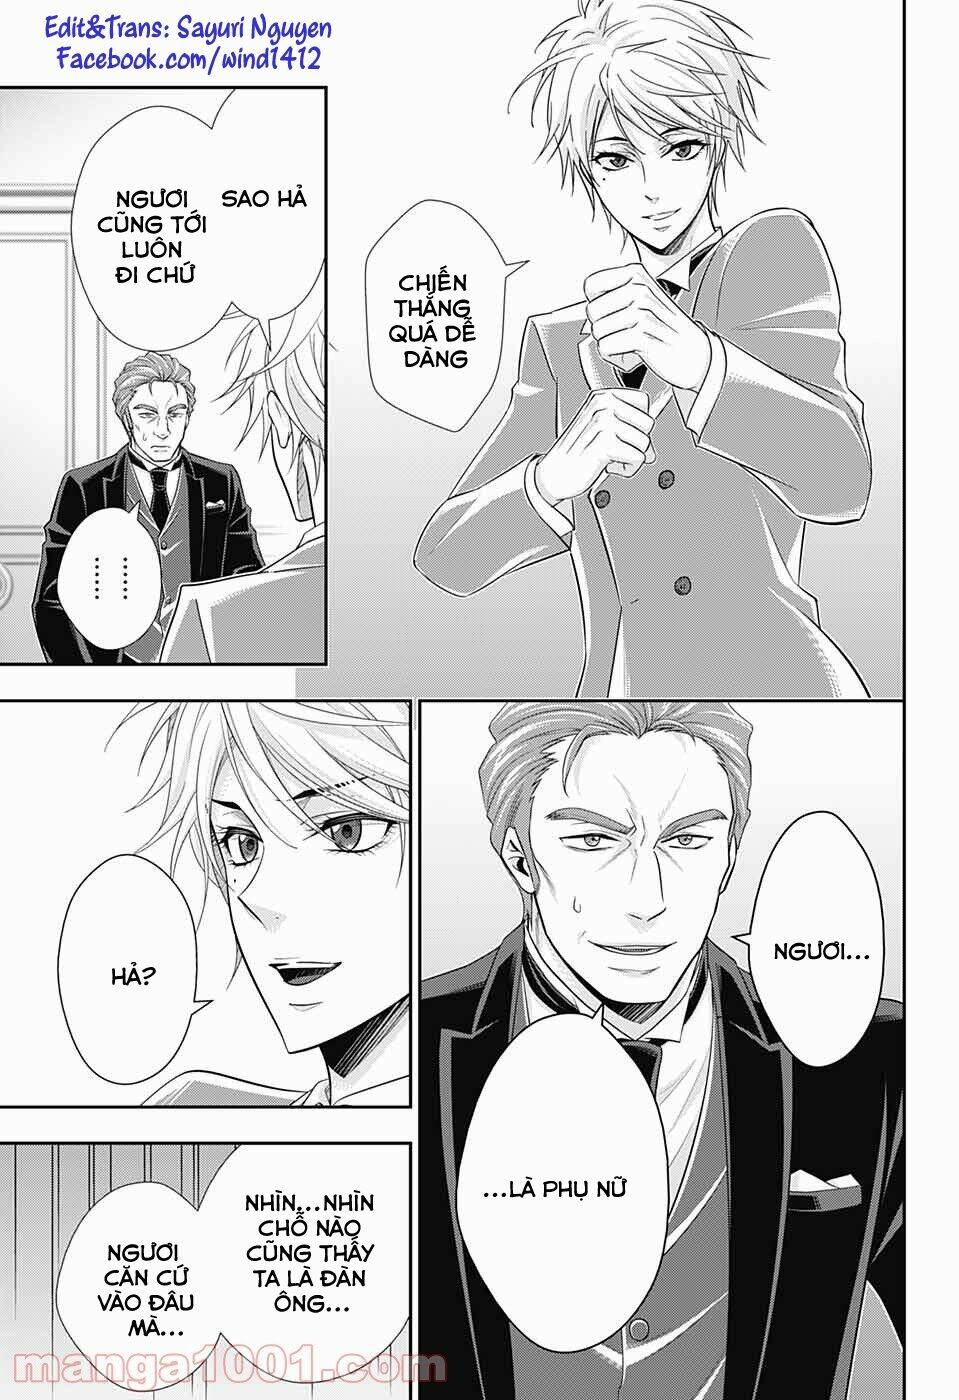 Edit&Trans: Sayuri Nguyen
Facebook.com/wind1412
CHIẾN
THẮNG
QUÁ DỄ
DÀNG
SAO HẢ
NGƯƠI
CŨNG TỚI
LUÔN
ĐI CHỨ
......
......
NGƯƠI...
...LÀ PHỤ NỮ
HẢ?
NHÌN...NHÌN
CHỖ NÀO
CŨNG THẤY
TA LÀ ĐÀN
ÔNG...
NGƯƠI
CĂN CỨ
VÀO ĐÂU
MÀ...
manga1001.com